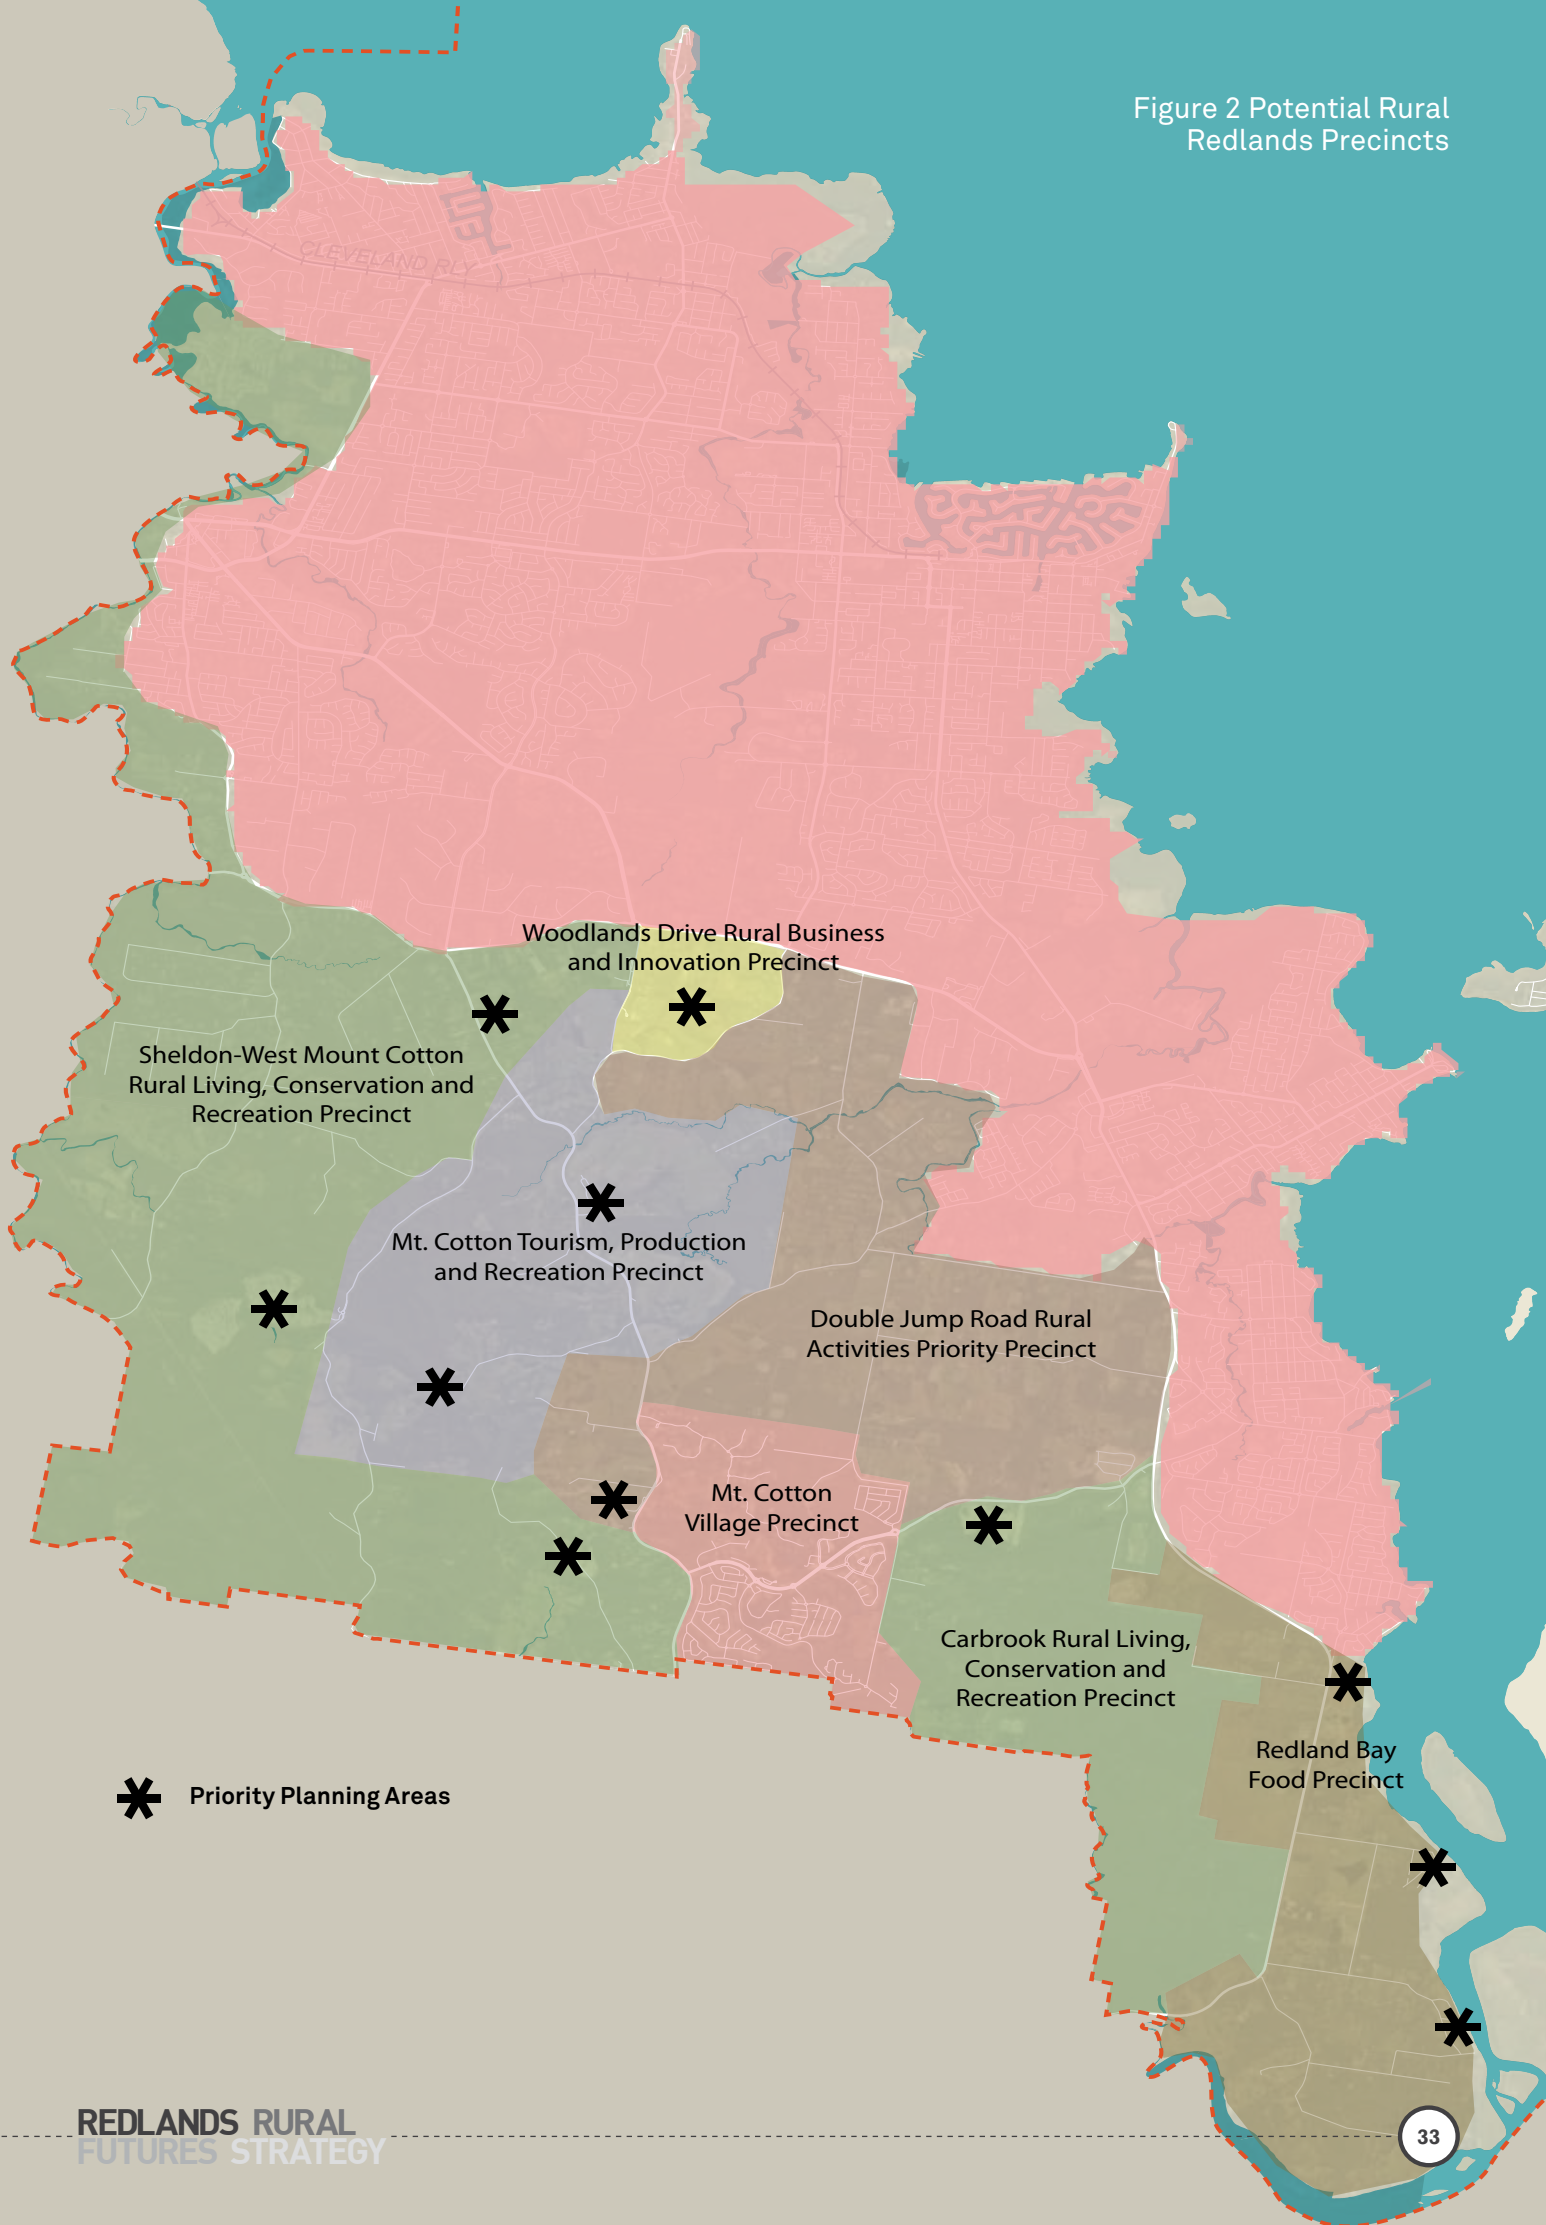 Figure 2 Potential Rural
Redlands Precincts
CLEVELAND RLY
Woodlands Drive Rural Business
and Innovation Precinct
Sheldon-West Mount Cotton
Rural Living, Conservation and
Recreation Precinct
Mt. Cotton Tourism, Production
and Recreation Precinct
Double Jump Road Rural
Activities Priority Precinct
Mt. Cotton
Village Precinct
Carbrook Rural Living,
Conservation and
Recreation Precinct
Redland Bay
Food Precinct
Priority Planning Areas
REDLANDS RURAL
FUTURES STRATEGY
33